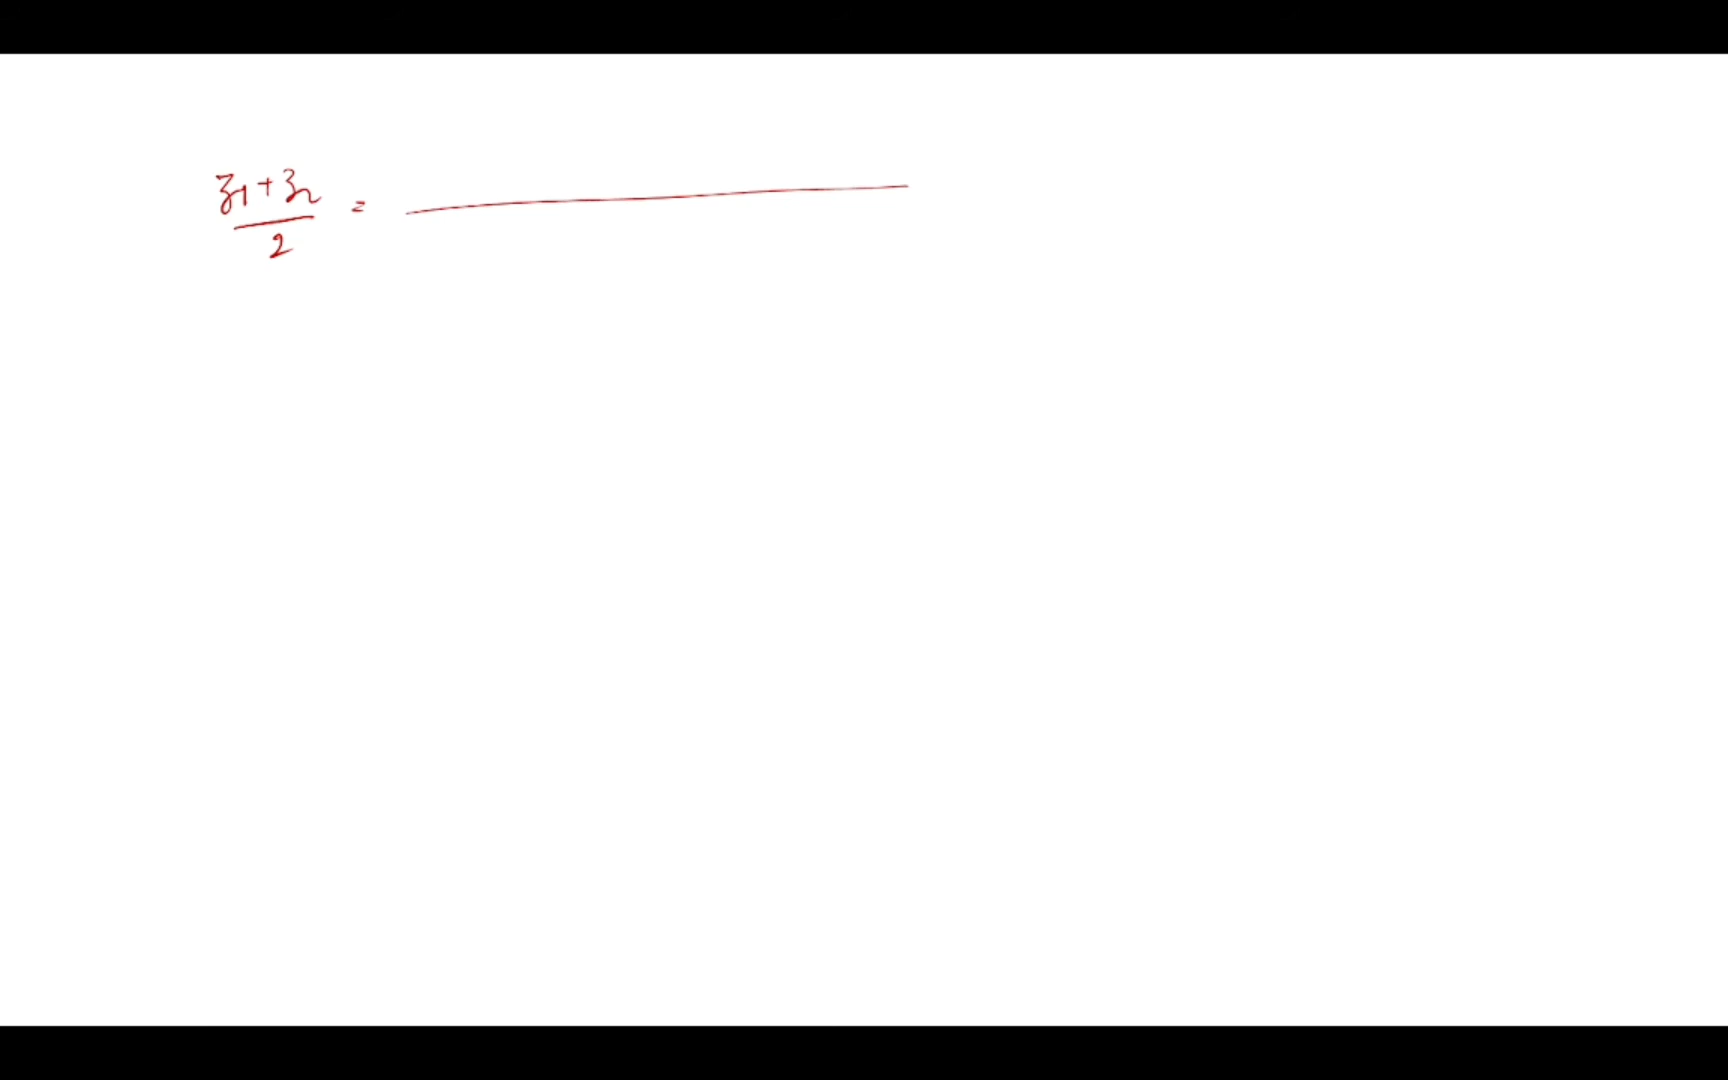 (z₁+z₂)/2 =